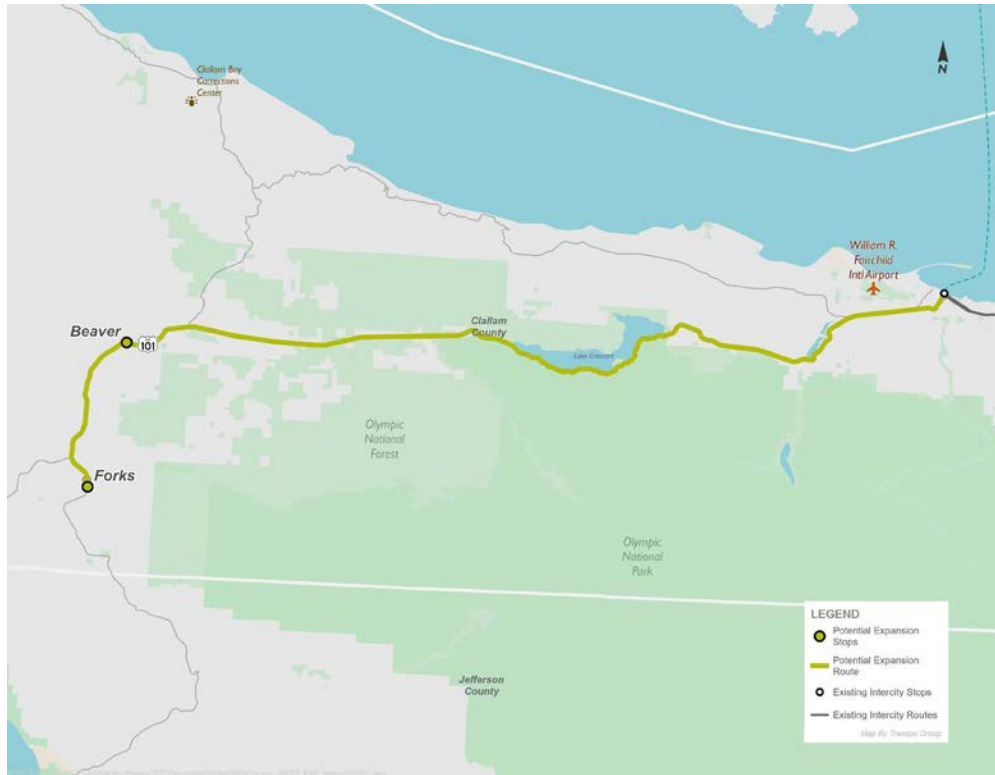 Clallam Bay
Corrections
Center
N
William R.
Fairchild
Intl Airport
Beaver
101
Clallam
County
Lake Crescent
Forks
Olympic
National
Forest
Olympic
National
Park
Jefferson
County
LEGEND
Potential Expansion
Stops
Potential Expansion
Route
Existing Intercity Stops
Existing Intercity Routes
Map By Transpo Group